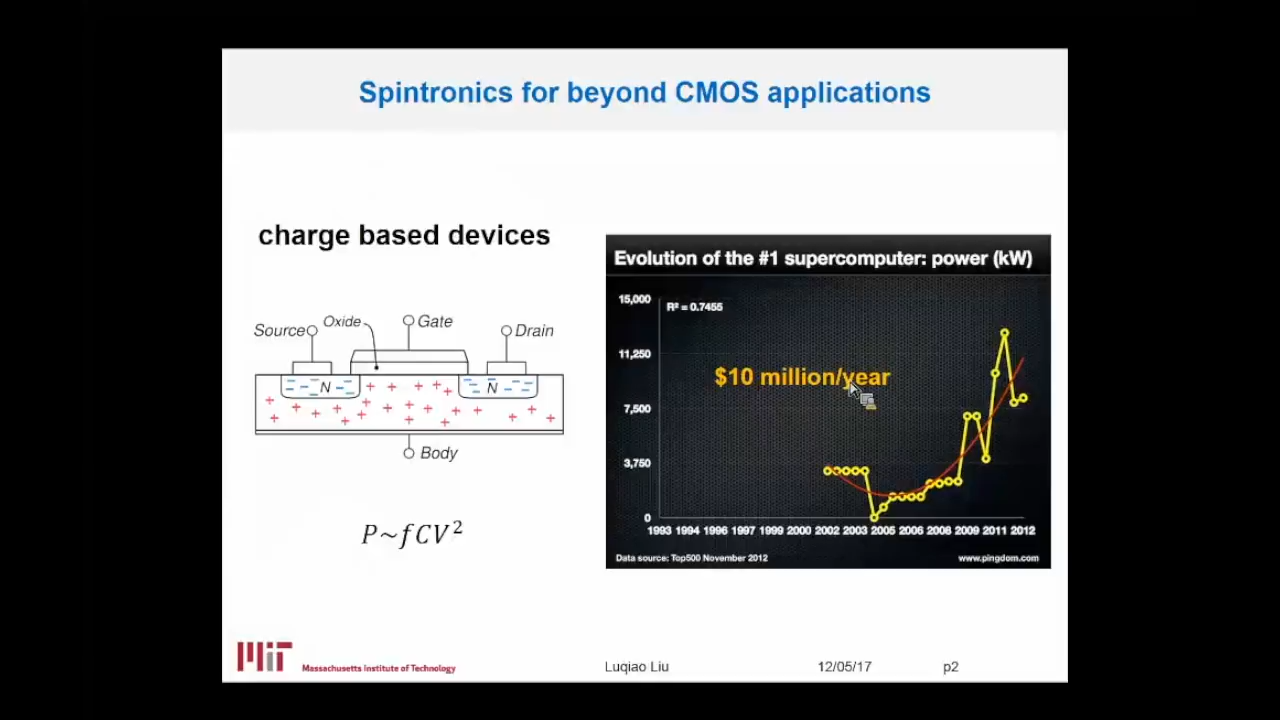 Spintronics for beyond CMOS applications
charge based devices
Source
Oxide
Gate
Drain
N
N
Body
P~fCV²
Evolution of the #1 supercomputer: power (kW)
15,000
R² = 0.7455
11,250
$10 million/year
7,500
3,750
0
1993 1994 1996 1997 1999 2000 2002 2003 2005 2006 2008 2009 2011 2012
Data source: Top500 November 2012
www.pingdom.com
MIT
Massachusetts Institute of Technology
Luqiao Liu
12/05/17
p2